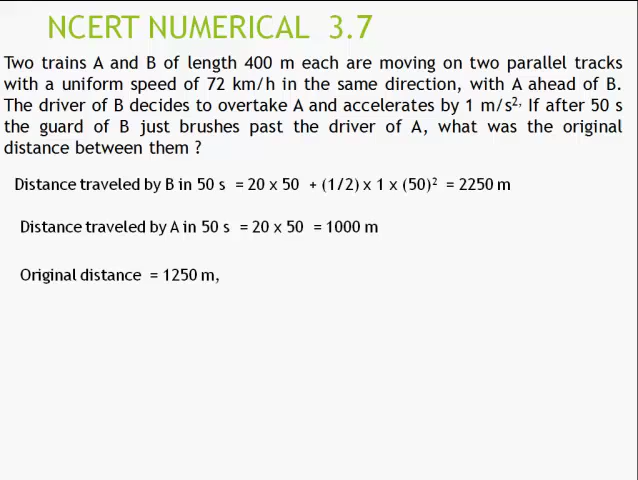 NCERT NUMERICAL 3.7
Two trains A and B of length 400 m each are moving on two parallel tracks
with a uniform speed of 72 km/h in the same direction, with A ahead of B.
The driver of B decides to overtake A and accelerates by 1 m/s². If after 50 s
the guard of B just brushes past the driver of A, what was the original
distance between them ?
Distance traveled by B in 50 s = 20 x 50 + (1/2) x 1 x (50)² = 2250 m
Distance traveled by A in 50 s = 20 x 50 = 1000 m
Original distance = 1250 m,